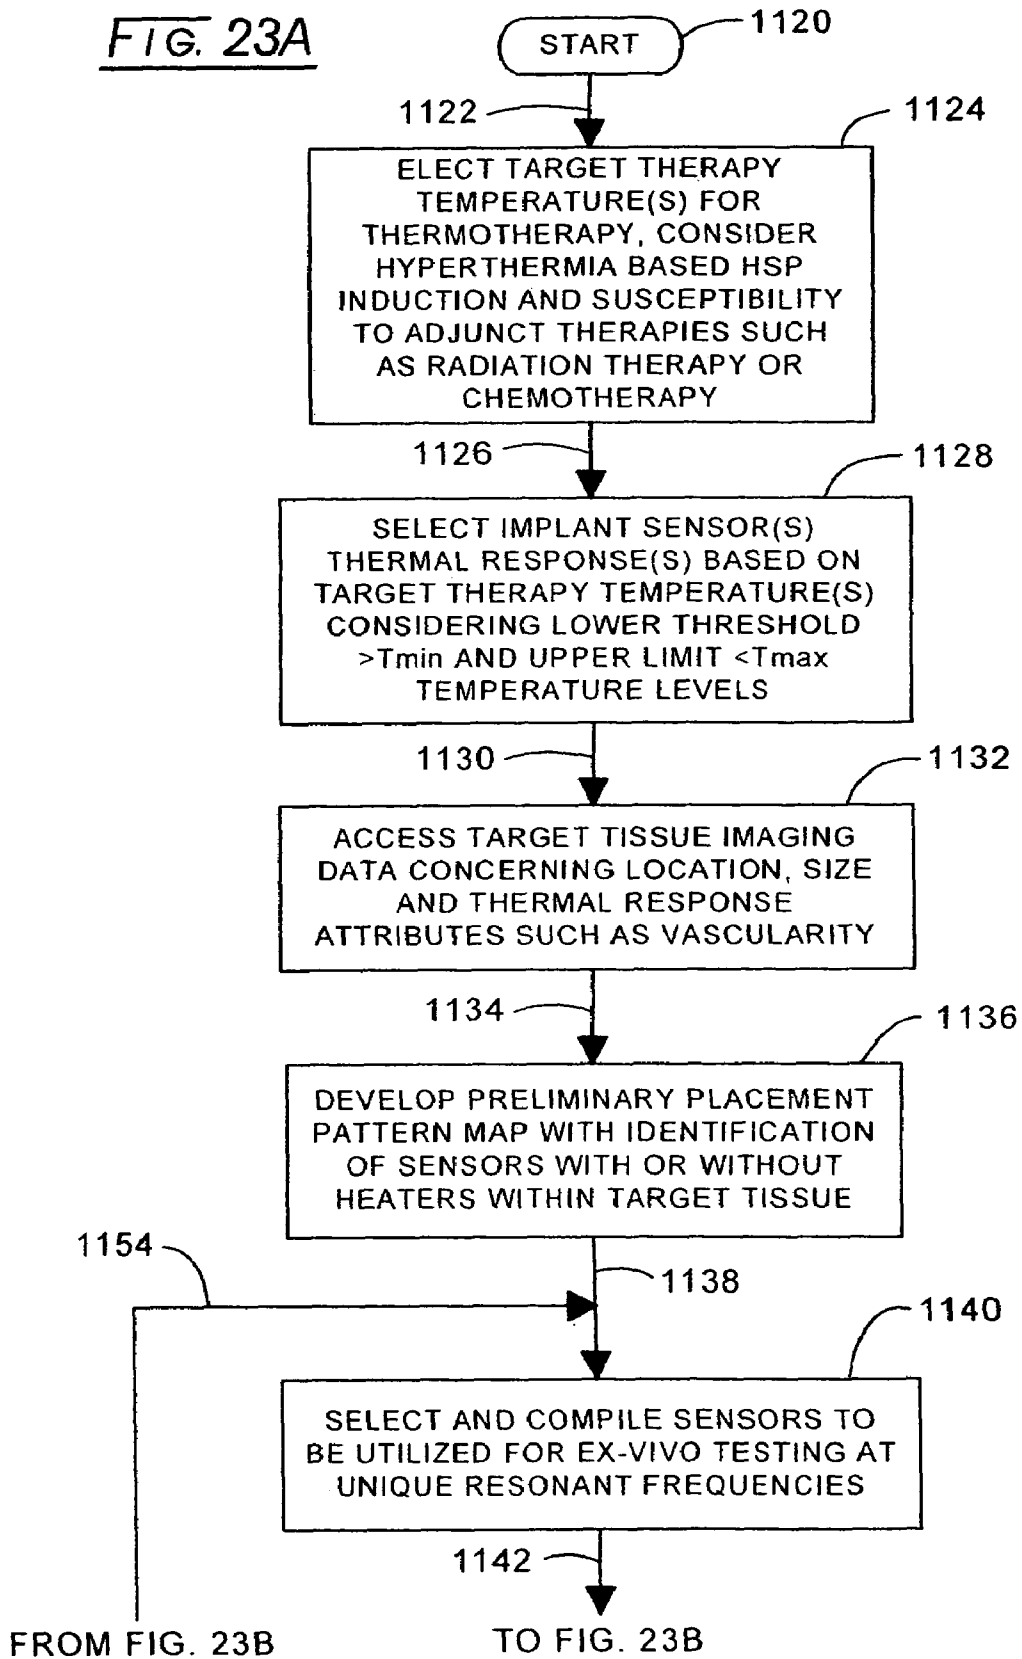 FIG. 23A
START
1120
1122
1124
ELECT TARGET THERAPY
TEMPERATURE(S) FOR
THERMOTHERAPY, CONSIDER
HYPERTHERMIA BASED HSP
INDUCTION AND SUSCEPTIBILITY
TO ADJUNCT THERAPIES SUCH
AS RADIATION THERAPY OR
CHEMOTHERAPY
1126
1128
SELECT IMPLANT SENSOR(S)
THERMAL RESPONSE(S) BASED ON
TARGET THERAPY TEMPERATURE(S)
CONSIDERING LOWER THRESHOLD
>Tmin AND UPPER LIMIT <Tmax
TEMPERATURE LEVELS
1130
1132
ACCESS TARGET TISSUE IMAGING
DATA CONCERNING LOCATION, SIZE
AND THERMAL RESPONSE
ATTRIBUTES SUCH AS VASCULARITY
1134
1136
DEVELOP PRELIMINARY PLACEMENT
PATTERN MAP WITH IDENTIFICATION
OF SENSORS WITH OR WITHOUT
HEATERS WITHIN TARGET TISSUE
1154
1138
1140
SELECT AND COMPILE SENSORS TO
BE UTILIZED FOR EX-VIVO TESTING AT
UNIQUE RESONANT FREQUENCIES
1142
FROM FIG. 23B
TO FIG. 23B